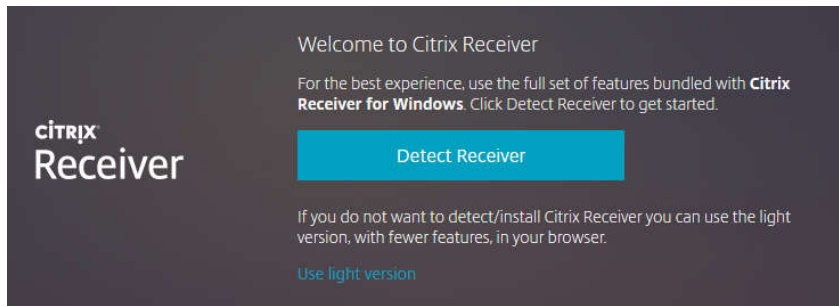 Welcome to Citrix Receiver
For the best experience, use the full set of features bundled with Citrix
Receiver for Windows. Click Detect Receiver to get started.
CİTRIX
Receiver
Detect Receiver
If you do not want to detect/install Citrix Receiver you can use the light
version, with fewer features, in your browser.
Use light version